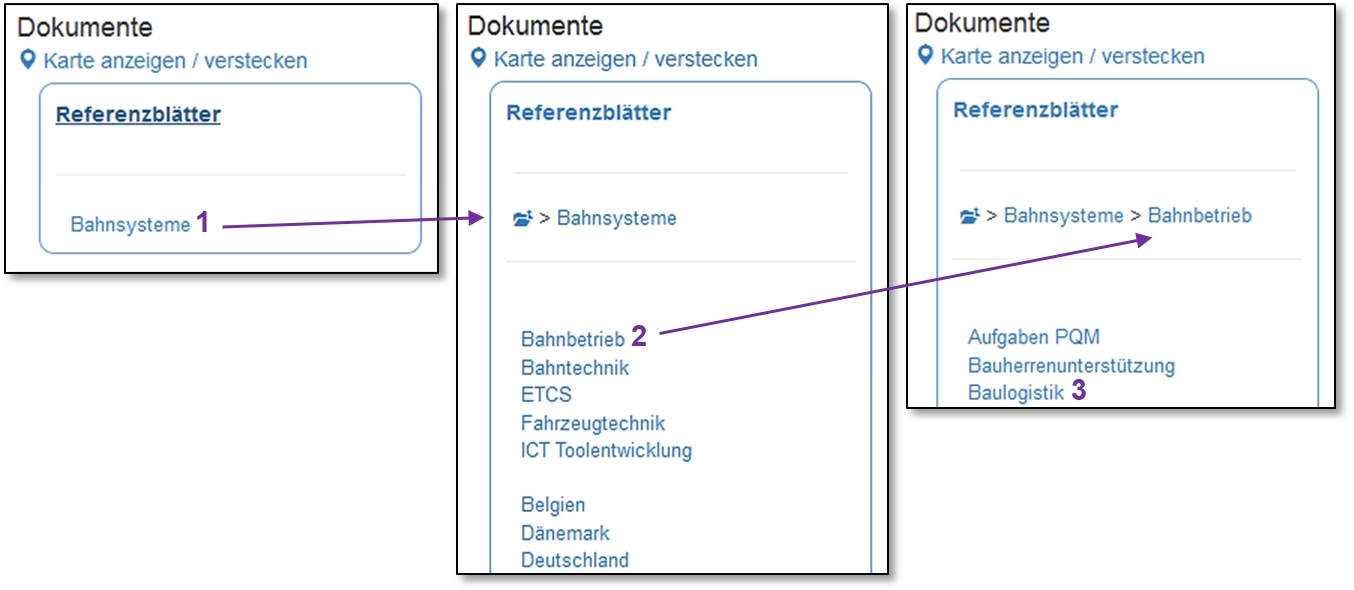 Dokumente
Karte anzeigen / verstecken
Referenzblätter
Bahnsysteme 1
Dokumente
Karte anzeigen / verstecken
Referenzblätter
> Bahnsysteme
Bahnbetrieb 2
Bahntechnik
ETCS
Fahrzeugtechnik
ICT Toolentwicklung
Belgien
Dänemark
Deutschland
Dokumente
Karte anzeigen / verstecken
Referenzblätter
> Bahnsysteme > Bahnbetrieb
Aufgaben PQM
Bauherrenunterstützung
Baulogistik 3